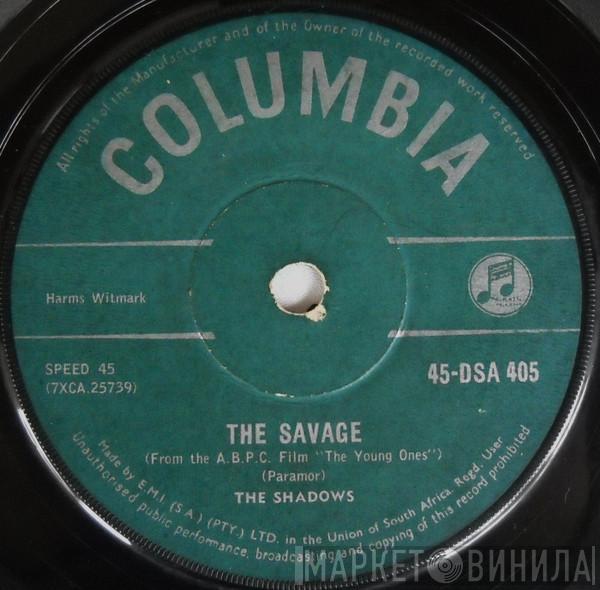 All rights of the Manufacturer and of the Owner of the recorded work reserved
COLUMBIA
Harms Witmark
SPEED 45
(7XCA.25739)
45-DSA 405
THE SAVAGE
(From the A.B.P.C. Film "The Young Ones")
(Paramor)
THE SHADOWS
Made by E.M.I. (S.A.) (PTY.) LTD. in the Union of South Africa. Regd. User
Unauthorised public performance, broadcasting and copying of this record prohibited
МАРКЕТ ВИНИЛА